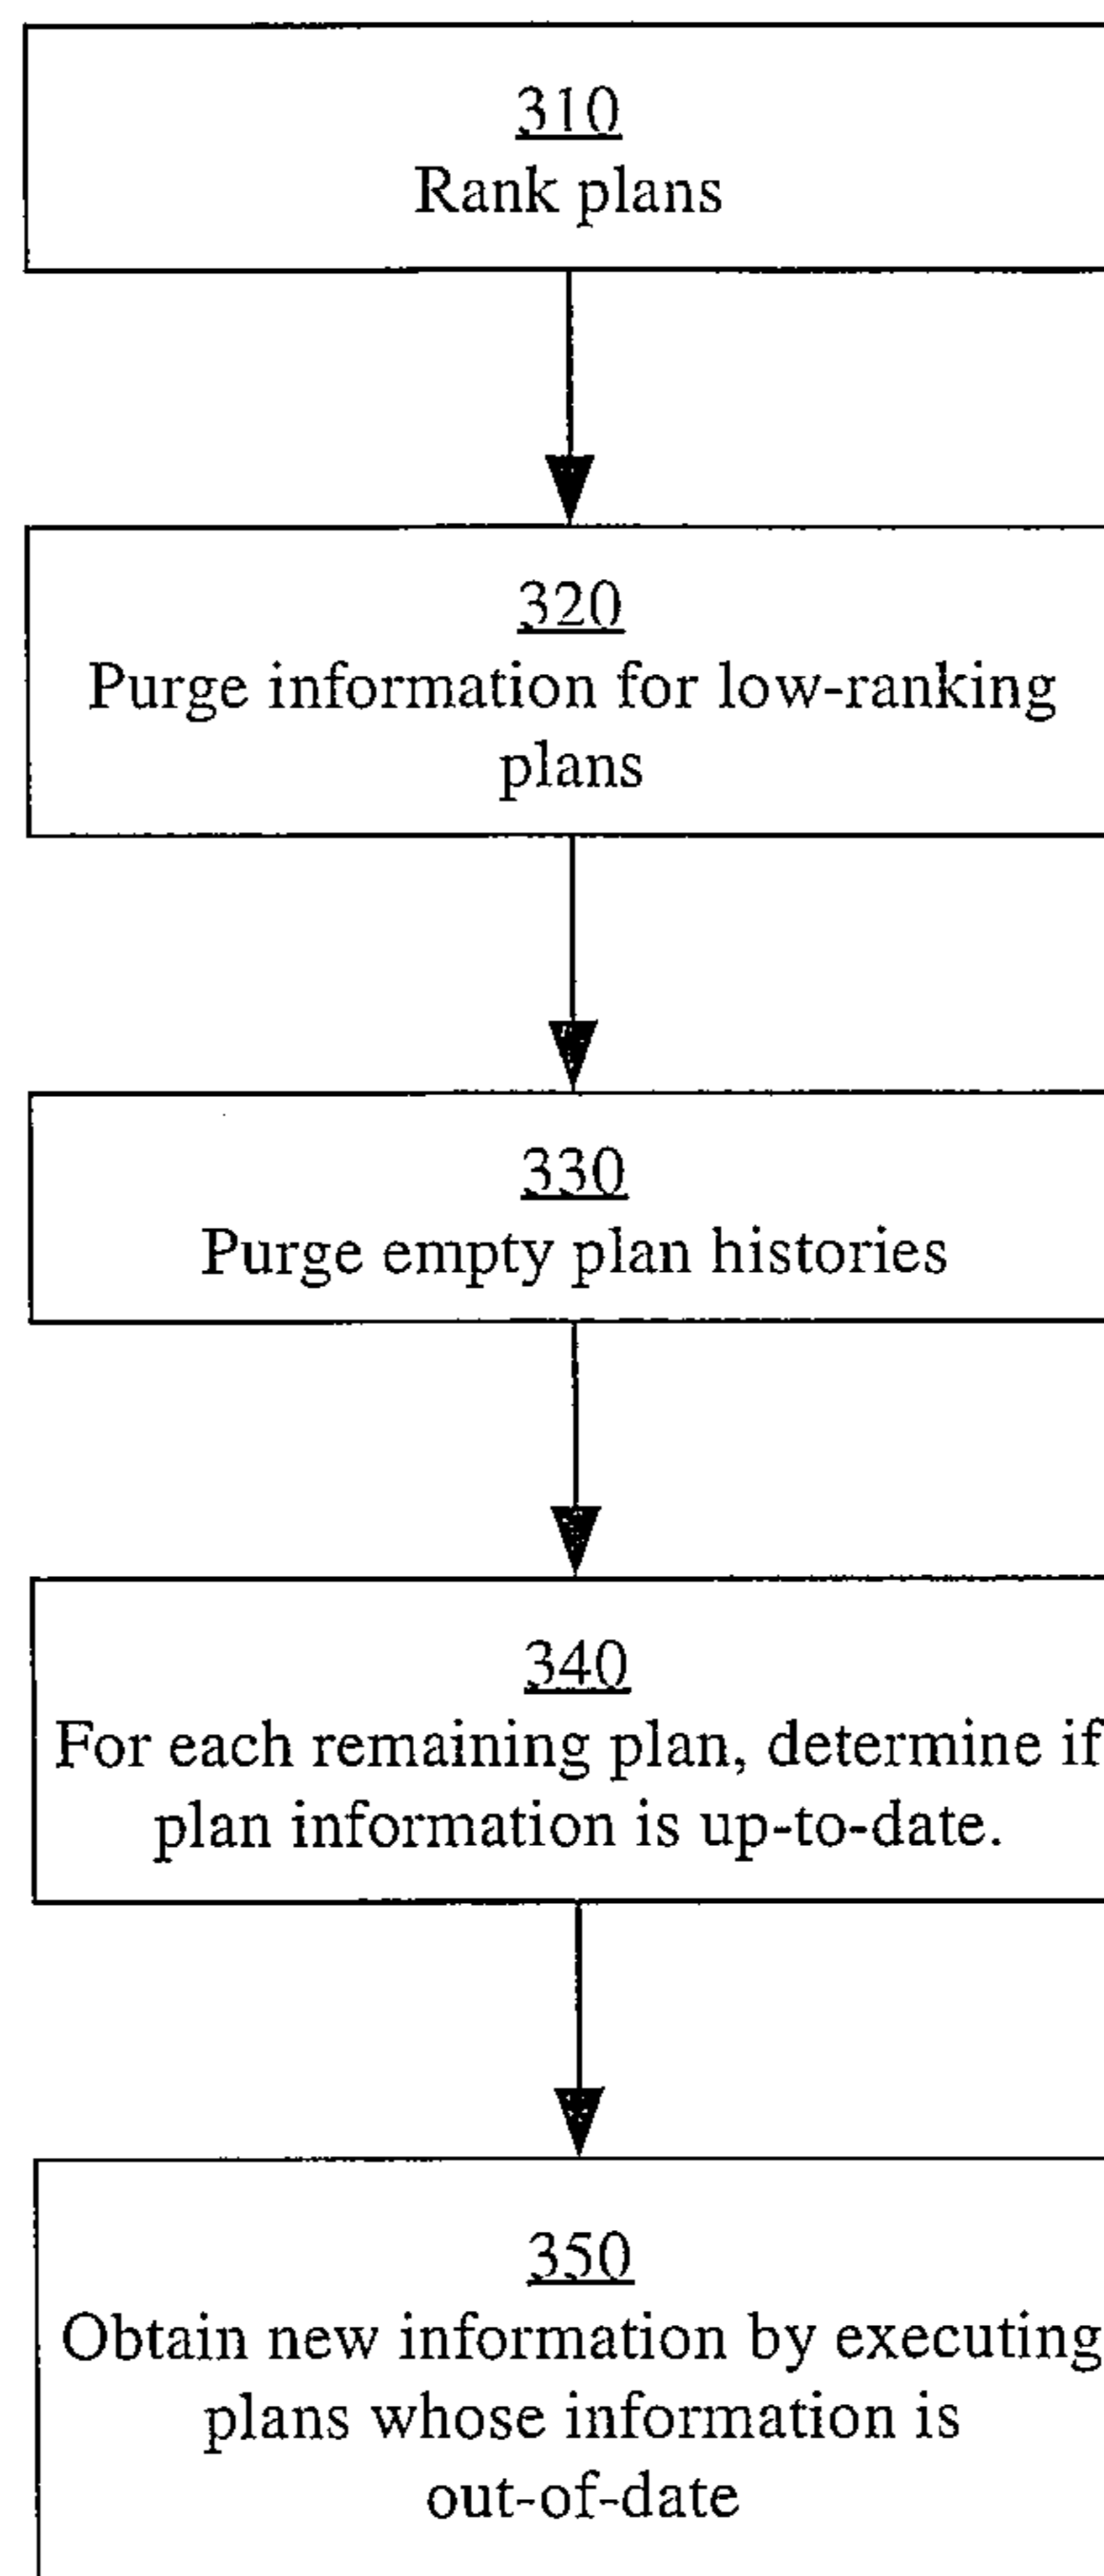 310
Rank plans
320
Purge information for low-ranking
plans
330
Purge empty plan histories
340
For each remaining plan, determine if
plan information is up-to-date.
350
Obtain new information by executing
plans whose information is
out-of-date